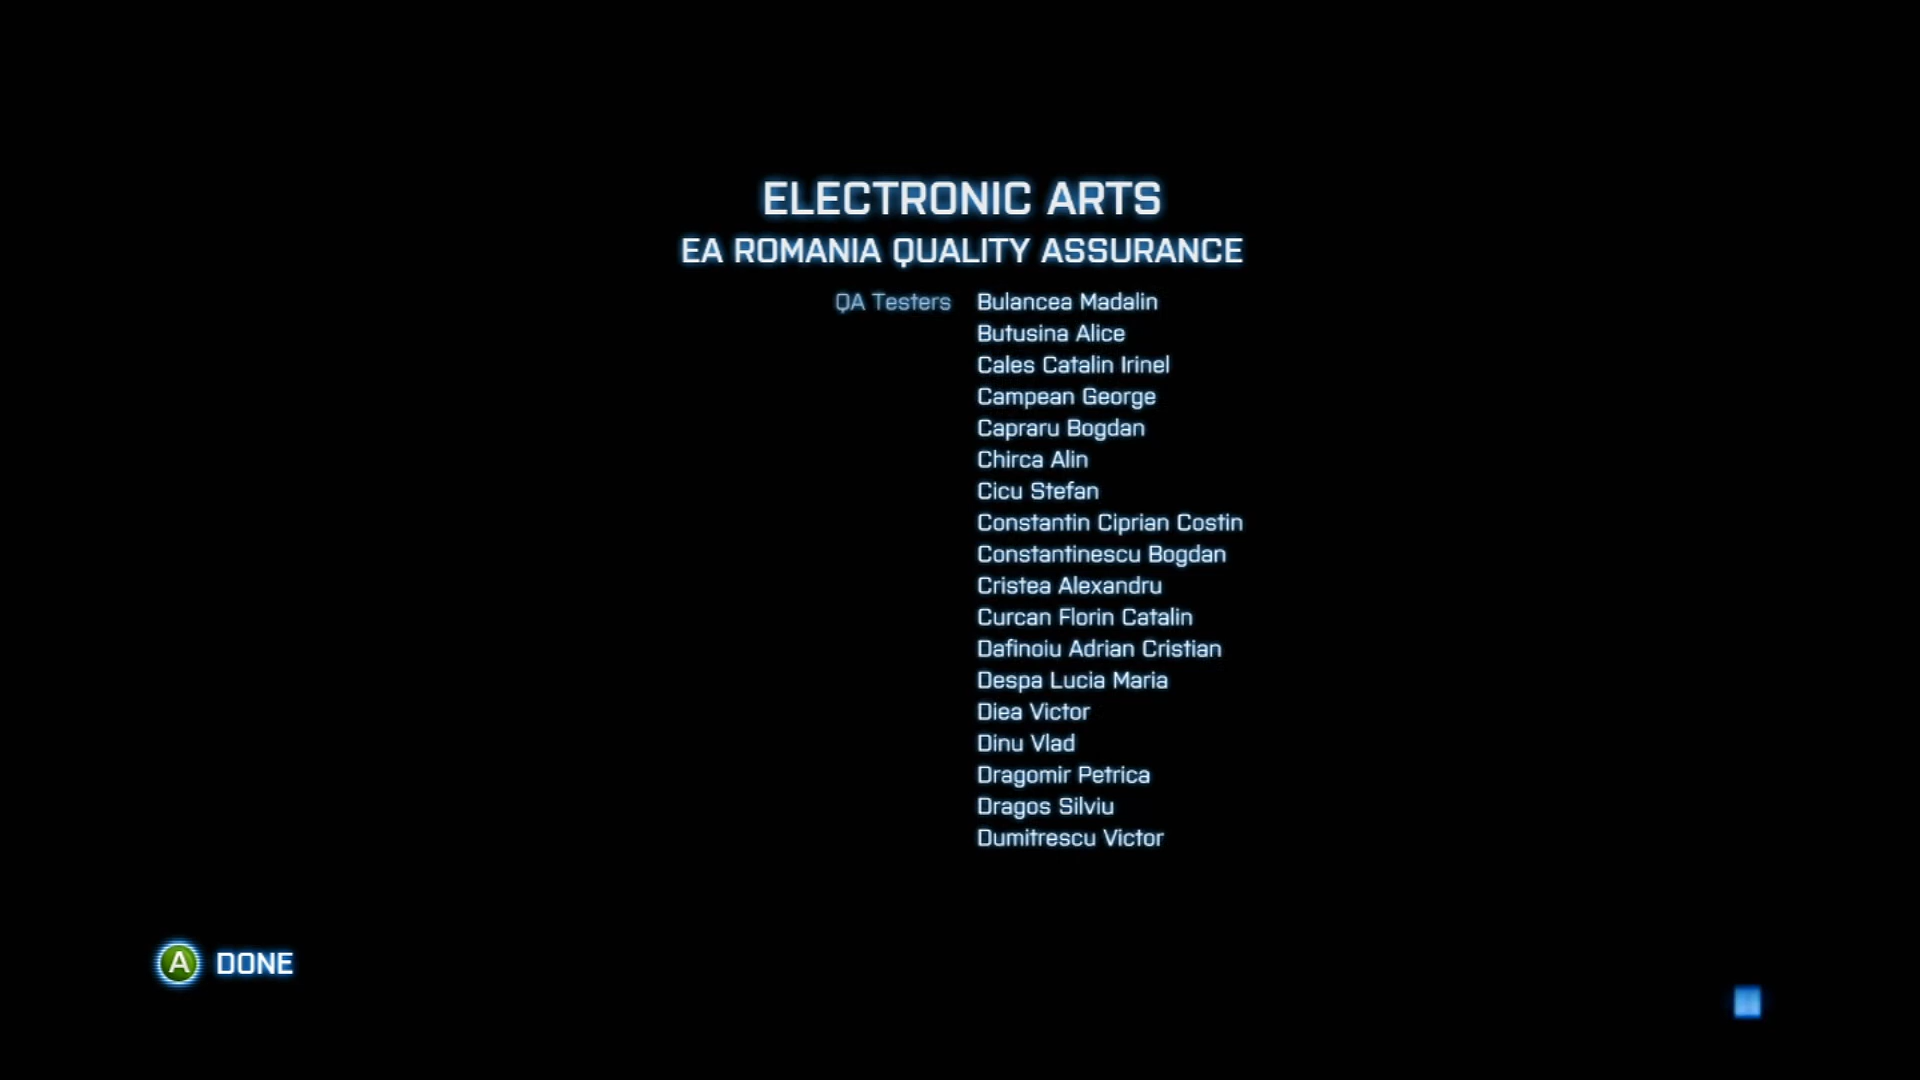 ELECTRONIC ARTS
EA ROMANIA QUALITY ASSURANCE
QA Testers Bulancea Madalin
Butusina Alice
Cales Catalin Irinel
Campean George
Capraru Bogdan
Chirca Alin
Cicu Stefan
Constantin Ciprian Costin
Constantinescu Bogdan
Cristea Alexandru
Curcan Florin Catalin
Dafinoiu Adrian Cristian
Despa Lucia Maria
Diea Victor
Dinu Vlad
Dragomir Petrica
Dragos Silviu
Dumitrescu Victor
A DONE